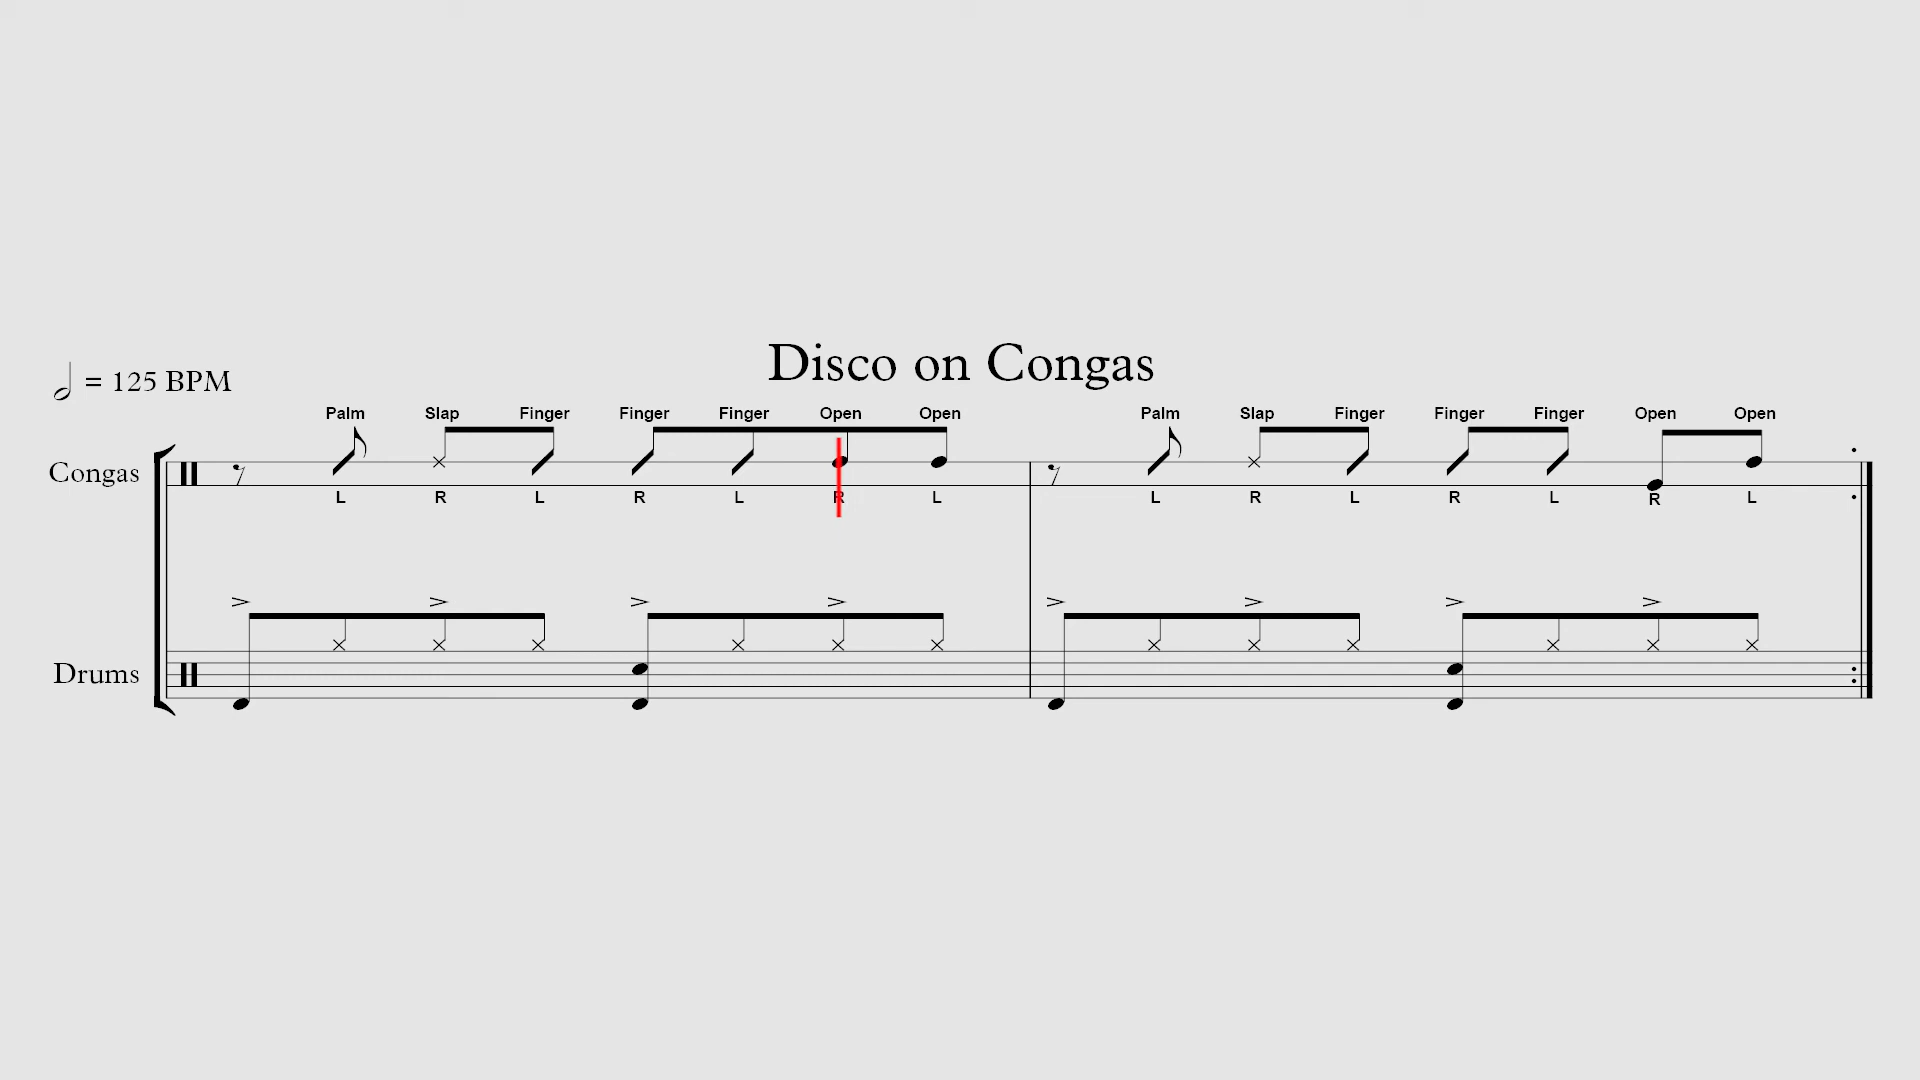 Disco on Congas
= 125 BPM
Palm Slap Finger Finger Finger Open Open Palm Slap Finger Finger Finger Open Open
Congas
L R L R L R L L R L R L R L
Drums